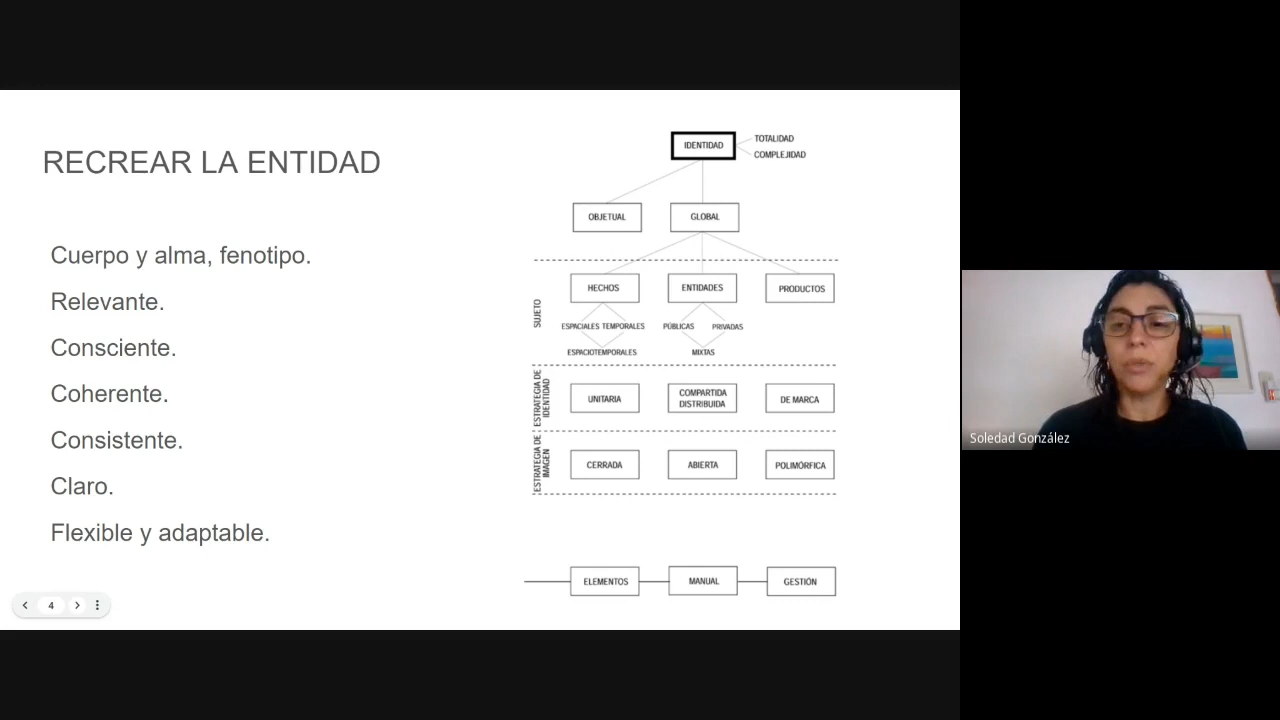 RECREAR LA ENTIDAD
Cuerpo y alma, fenotipo.
Relevante.
Consciente.
Coherente.
Consistente.
Claro.
Flexible y adaptable.
4
IDENTIDAD
TOTALIDAD
COMPLEJIDAD
OBJETUAL
GLOBAL
SUJETO
HECHOS
ENTIDADES
PRODUCTOS
ESPACIALES TEMPORALES
PÚBLICAS
PRIVADAS
ESPACIOTEMPORALES
MIXTAS
ESTRATEGIA DE
IDENTIDAD
UNITARIA
COMPARTIDA
DISTRIBUIDA
DE MARCA
ESTRATEGIA DE
IMAGEN
CERRADA
ABIERTA
POLIMÓRFICA
ELEMENTOS
MANUAL
GESTIÓN
Soledad González